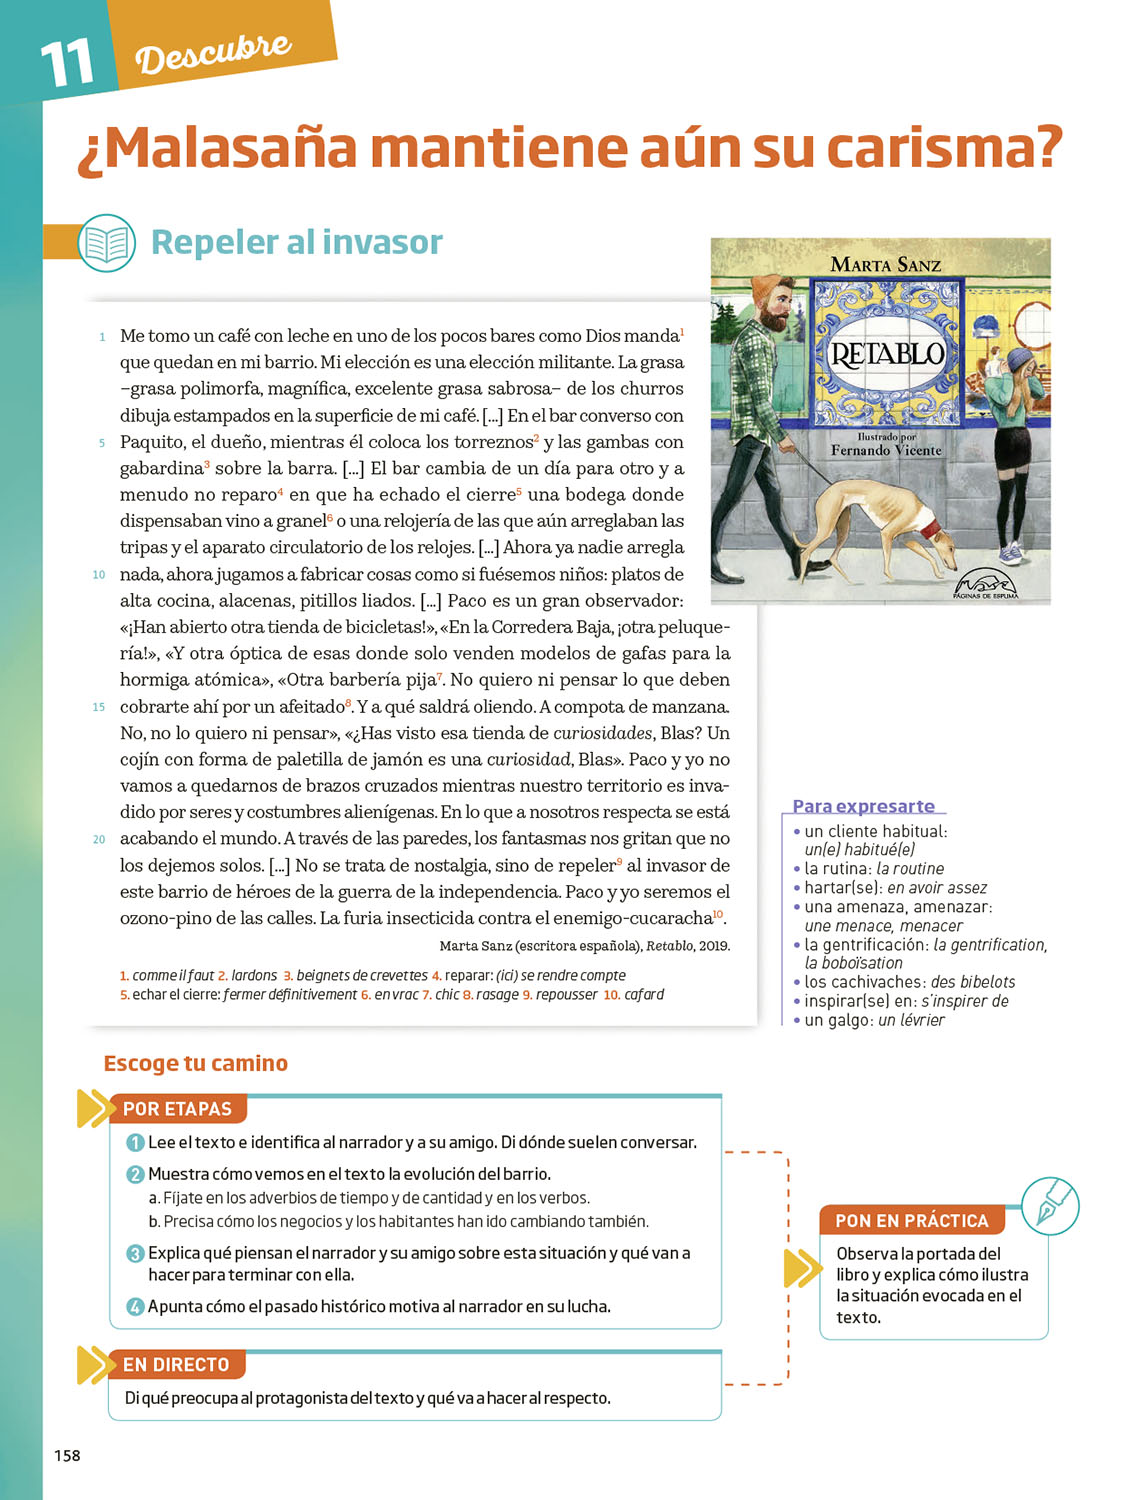 11
Descubre
¿Malasaña mantiene aún su carisma?
Repeler al invasor
MARTA SANZ
RETABLO
Ilustrado por
Fernando Vicente
PÁGINAS DE ESPUMA
1 Me tomo un café con leche en uno de los pocos bares como Dios manda1
que quedan en mi barrio. Mi elección es una elección militante. La grasa
–grasa polimorfa, magnífica, excelente grasa sabrosa– de los churros
dibuja estampados en la superficie de mi café. [...] En el bar converso con
5 Paquito, el dueño, mientras él coloca los torreznos2 y las gambas con
gabardina3 sobre la barra. [...] El bar cambia de un día para otro y a
menudo no reparo4 en que ha echado el cierre5 una bodega donde
dispensaban vino a granel6 o una relojería de las que aún arreglaban las
tripas y el aparato circulatorio de los relojes. [...] Ahora ya nadie arregla
10 nada, ahora jugamos a fabricar cosas como si fuésemos niños: platos de
alta cocina, alacenas, pitillos liados. [...] Paco es un gran observador:
«¡Han abierto otra tienda de bicicletas!», «En la Corredera Baja, ¡otra peluque-
ría!», «Y otra óptica de esas donde solo venden modelos de gafas para la
hormiga atómica», «Otra barbería pija7. No quiero ni pensar lo que deben
15 cobrarte ahí por un afeitado8. Y a qué saldrá oliendo. A compota de manzana.
No, no lo quiero ni pensar», «¿Has visto esa tienda de curiosidades, Blas? Un
cojín con forma de paletilla de jamón es una curiosidad, Blas». Paco y yo no
vamos a quedarnos de brazos cruzados mientras nuestro territorio es inva-
dido por seres y costumbres alienígenas. En lo que a nosotros respecta se está
20 acabando el mundo. A través de las paredes, los fantasmas nos gritan que no
los dejemos solos. [...] No se trata de nostalgia, sino de repeler9 al invasor de
este barrio de héroes de la guerra de la independencia. Paco y yo seremos el
ozono-pino de las calles. La furia insecticida contra el enemigo-cucaracha10.
Marta Sanz (escritora española), Retablo, 2019.
1. comme il faut 2. lardons 3. beignets de crevettes 4. reparar: (ici) se rendre compte
5. echar el cierre: fermer définitivement 6. en vrac 7. chic 8. rasage 9. repousser 10. cafard
Para expresarte
• un cliente habitual:
un(e) habitué(e)
• la rutina: la routine
• hartar(se): en avoir assez
• una amenaza, amenazar:
une menace, menacer
• la gentrificación: la gentrification,
la boboïsation
• los cachivaches: des bibelots
• inspirar(se) en: s'inspirer de
• un galgo: un lévrier
Escoge tu camino
POR ETAPAS
1 Lee el texto e identifica al narrador y a su amigo. Di dónde suelen conversar.
2 Muestra cómo vemos en el texto la evolución del barrio.
a. Fíjate en los adverbios de tiempo y de cantidad y en los verbos.
b. Precisa cómo los negocios y los habitantes han ido cambiando también.
3 Explica qué piensan el narrador y su amigo sobre esta situación y qué van a
hacer para terminar con ella.
4 Apunta cómo el pasado histórico motiva al narrador en su lucha.
EN DIRECTO
Di qué preocupa al protagonista del texto y qué va a hacer al respecto.
PON EN PRÁCTICA
Observa la portada del
libro y explica cómo ilustra
la situación evocada en el
texto.
158